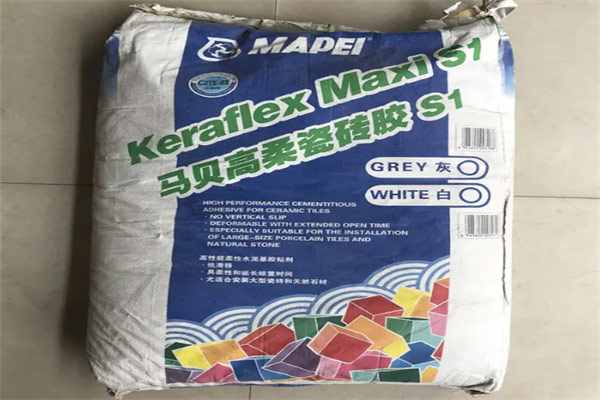 MAPEI
C2TE-S1
Keraflex Maxi S1
马贝高柔瓷砖胶 S1
GREY 灰
WHITE 白
HIGH PERFORMANCE CEMENTITIOUS
ADHESIVE FOR CERAMIC TILES
- NO VERTICAL SLIP
- DEFORMABLE WITH EXTENDED OPEN TIME
- ESPECIALLY SUITABLE FOR THE INSTALLATION
OF LARGE-SIZE PORCELAIN TILES AND
NATURAL STONE
高性能柔性水泥基胶粘剂
- 抗滑移
- 具柔性和延长晾置时间
- 尤适合安装大型瓷砖和天然石材